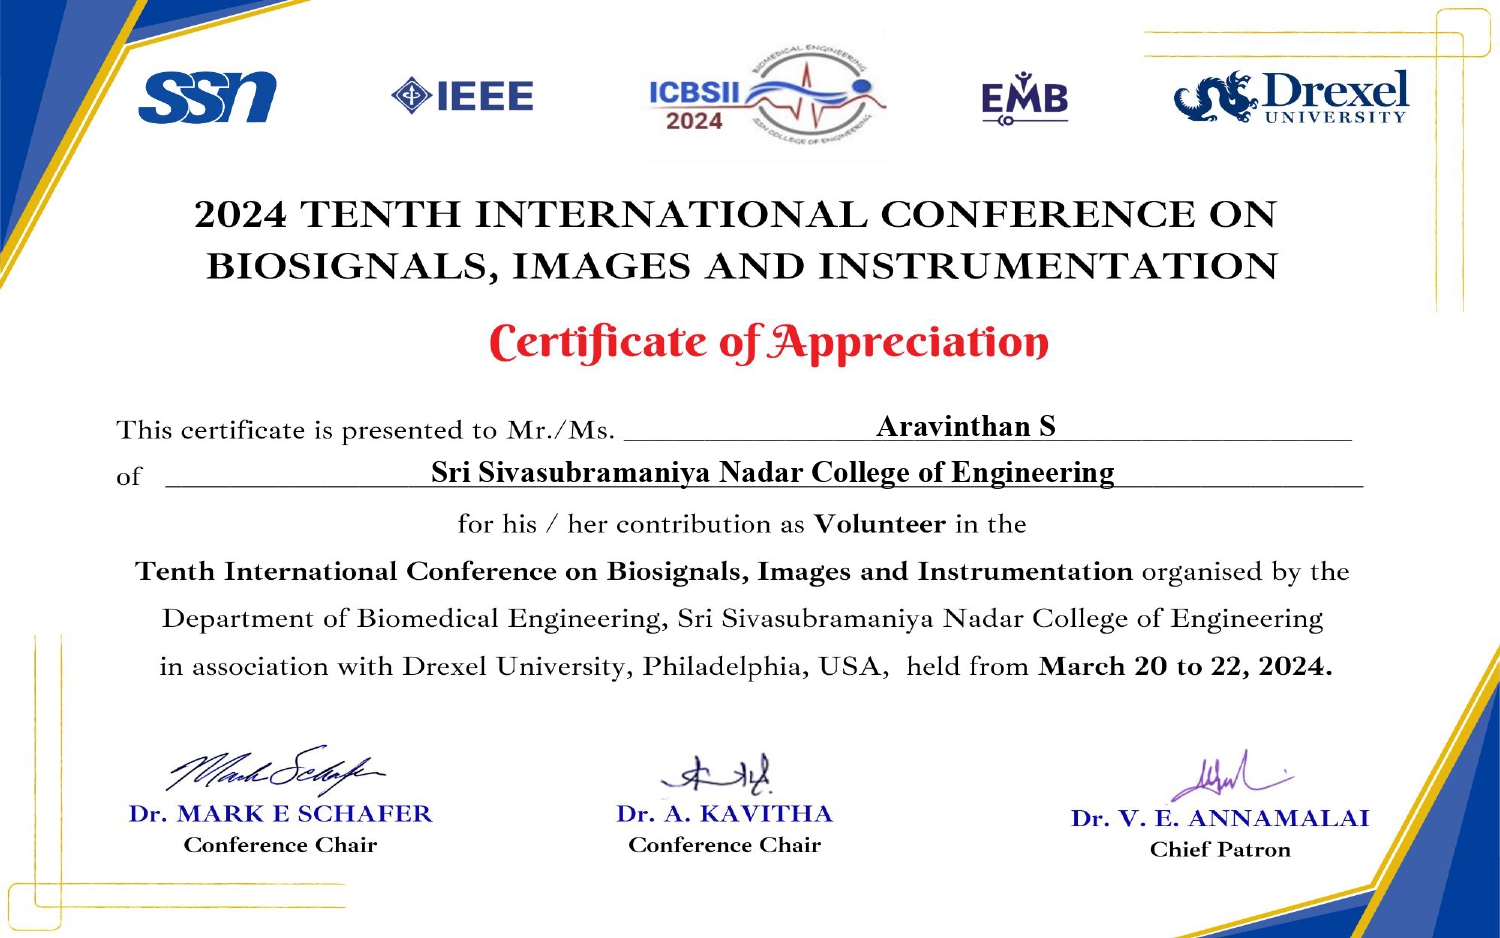 SSN
IEEE
BIOMEDICAL ENGINEERING
ICBSII
2024
SSN COLLEGE OF ENGINEERING
EMB
Drexel
UNIVERSITY
2024 TENTH INTERNATIONAL CONFERENCE ON
BIOSIGNALS, IMAGES AND INSTRUMENTATION
Certificate of Appreciation
This certificate is presented to Mr./Ms. Aravinthan S
of Sri Sivasubramaniya Nadar College of Engineering
for his / her contribution as Volunteer in the
Tenth International Conference on Biosignals, Images and Instrumentation organised by the
Department of Biomedical Engineering, Sri Sivasubramaniya Nadar College of Engineering
in association with Drexel University, Philadelphia, USA, held from March 20 to 22, 2024.
Mark Schafer
Dr. MARK E SCHAFER
Conference Chair
Dr. A. KAVITHA
Conference Chair
Dr. V. E. ANNAMALAI
Chief Patron